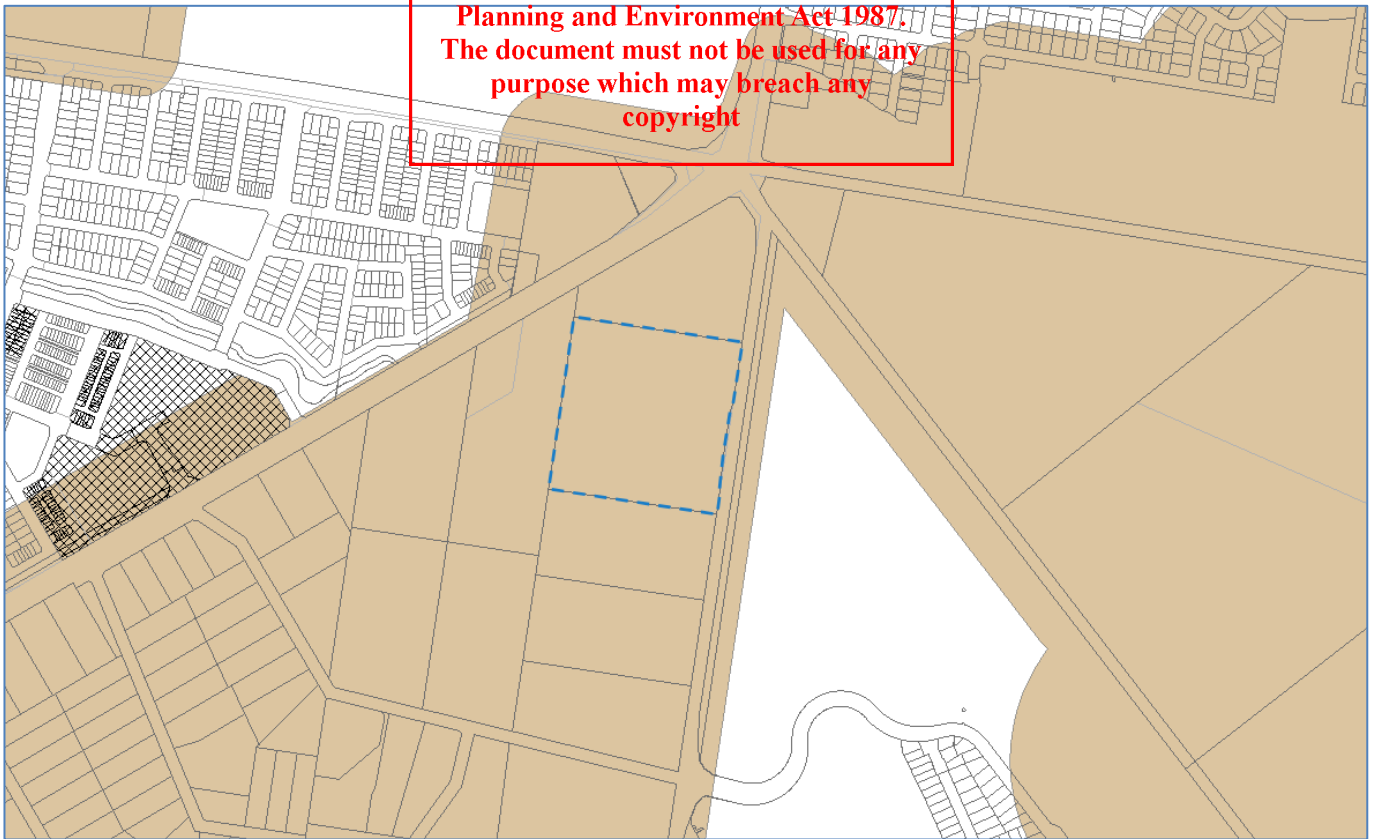 Planning and Environment Act 1987.
The document must not be used for any
purpose which may breach any
copyright